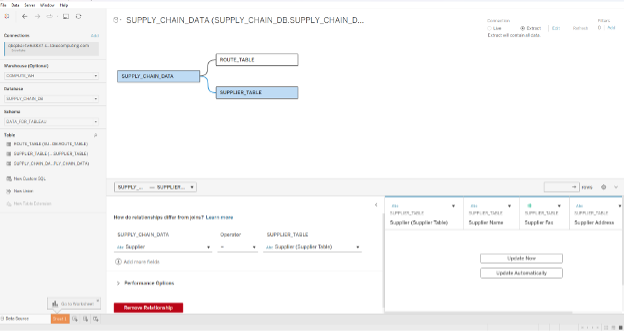 File Data Server Window Help
SUPPLY_CHAIN_DATA (SUPPLY_CHAIN_DB.SUPPLY_CHAIN_D...
Connection
Live Extract Edit Refresh
Extract will contain all data.
Filters
0 Add
Connections Add
Warehouse (Optional)
COMPUTE_WH
Database
SUPPLY_CHAIN_DB
Schema
DATA_FOR_TABLEAU
Table
ROUTE_TABLE
SUPPLIER_TABLE
SUPPLY_CHAIN_DA...PLY_CHAIN_DATA)
New Custom SQL
New Union
New Table Extension
SUPPLY_CHAIN_DATA
ROUTE_TABLE
SUPPLIER_TABLE
SUPPLY_... — SUPPLIER...
rows
How do relationships differ from joins? Learn more
SUPPLY_CHAIN_DATA Operator SUPPLIER_TABLE
Abc Supplier = Abc Supplier (Supplier Table)
Add more fields
Performance Options
Remove Relationship
SUPPLIER_TABLE SUPPLIER_TABLE SUPPLIER_TABLE SUPPLIER_TABLE
Supplier (Supplier Table) Supplier Name Supplier Fax Supplier Address
Update Now
Update Automatically
Go to Worksheet
Data Source Sheet 1